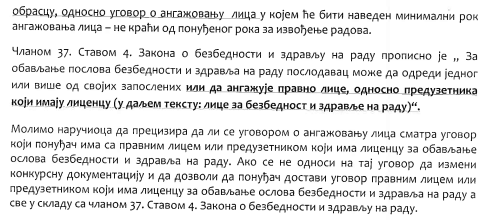 обрасцу, односно уговор о ангажовању лица у којем ће бити наведен минимални рок
ангажовања лица – не краћи од понуђеног рока за извођење радова.
Чланом 37. Ставом 4. Закона о безбедности и здрављу на раду прописно је ,, За
обављање послова безбедности и здравља на раду послодавац може да одреди једног
или више од својих запослених или да ангажује правно лице, односно предузетника
који имају лиценцу (у даљем тексту: лице за безбедност и здравље на раду)“.
Молимо наручиоца да прецизира да ли се уговором о ангажовању лица сматра уговор
који понуђач има са правним лицем или предузетником који има лиценцу за обављање
ослова безбедности и здравља на раду. Ако се не односи на тај уговор да измени
конкурсну документацију и да дозволи да понуђач достави уговор правним лицем или
предузетником који има лиценцу за обављање ослова безбедности и здравља на раду а
све у складу са чланом 37. Ставом 4. Закона о безбедности и здрављу на раду.